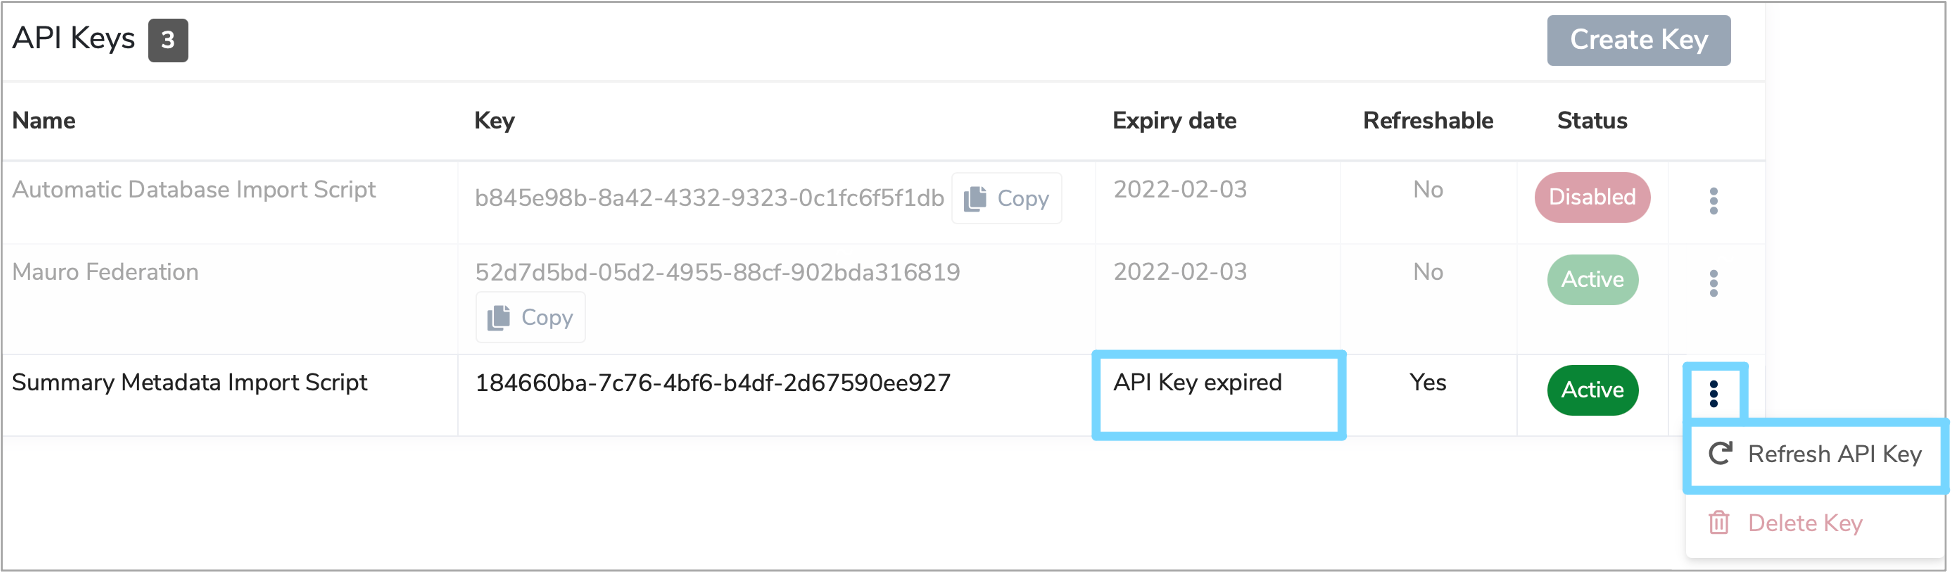 API Keys 3 Create Key
Name Key Expiry date Refreshable Status
Automatic Database Import Script b845e98b-8a42-4332-9323-0c1fc6f5f1db Copy 2022-02-03 No Disabled
Mauro Federation 52d7d5bd-05d2-4955-88cf-902bda316819 2022-02-03 No Active
Copy
Summary Metadata Import Script 184660ba-7c76-4bf6-b4df-2d67590ee927 API Key expired Yes Active
Refresh API Key
Delete Key